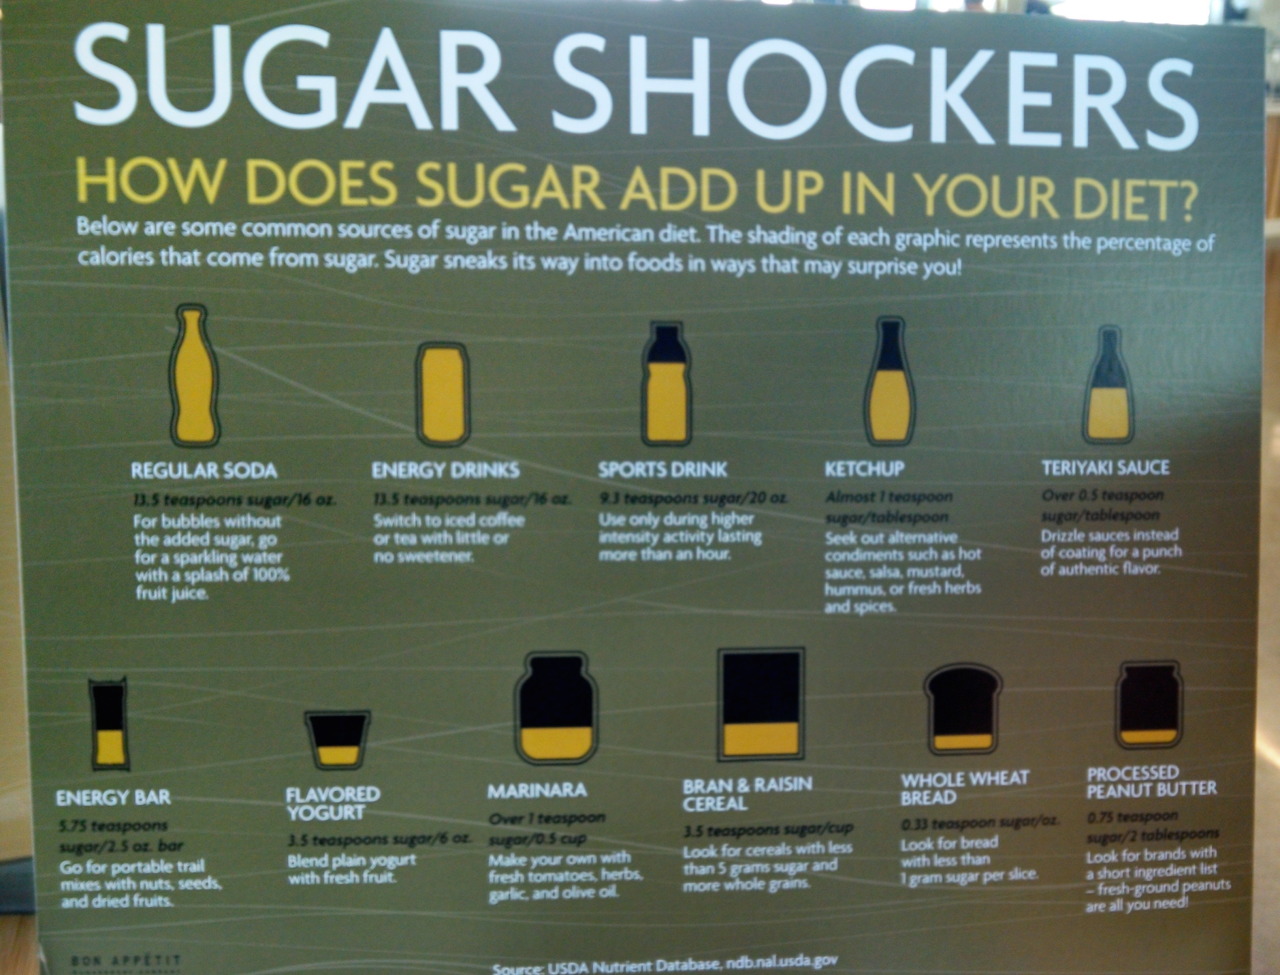 SUGAR SHOCKERS
HOW DOES SUGAR ADD UP IN YOUR DIET?
Below are some common sources of sugar in the American diet. The shading of each graphic represents the percentage of
calories that come from sugar. Sugar sneaks its way into foods in ways that may surprise you!
REGULAR SODA
13.5 teaspoons sugar/16 oz.
For bubbles without
the added sugar, go
for a sparkling water
with a splash of 100%
fruit juice.
ENERGY DRINKS
13.5 teaspoons sugar/16 oz.
Switch to iced coffee
or tea with little or
no sweetener.
SPORTS DRINK
9.3 teaspoons sugar/20 oz.
Use only during higher
intensity activity lasting
more than an hour.
KETCHUP
Almost 1 teaspoon
sugar/tablespoon
Seek out alternative
condiments such as hot
sauce, salsa, mustard,
hummus, or fresh herbs
and spices.
TERIYAKI SAUCE
Over 0.5 teaspoon
sugar/tablespoon
Drizzle sauces instead
of coating for a punch
of authentic flavor.
ENERGY BAR
5.75 teaspoons
sugar/2.5 oz. bar
Go for portable trail
mixes with nuts, seeds,
and dried fruits.
FLAVORED
YOGURT
3.5 teaspoons sugar/6 oz.
Blend plain yogurt
with fresh fruit.
MARINARA
Over 1 teaspoon
sugar/0.5 cup
Make your own with
fresh tomatoes, herbs,
garlic, and olive oil.
BRAN & RAISIN
CEREAL
3.5 teaspoons sugar/cup
Look for cereals with less
than 5 grams sugar and
more whole grains.
WHOLE WHEAT
BREAD
0.33 teaspoon sugar/oz.
Look for bread
with less than
1 gram sugar per slice.
PROCESSED
PEANUT BUTTER
0.75 teaspoon
sugar/2 tablespoons
Look for brands with
a short ingredient list
– fresh-ground peanuts
are all you need!
BON APPÉTIT
Source: USDA Nutrient Database, ndb.nal.usda.gov